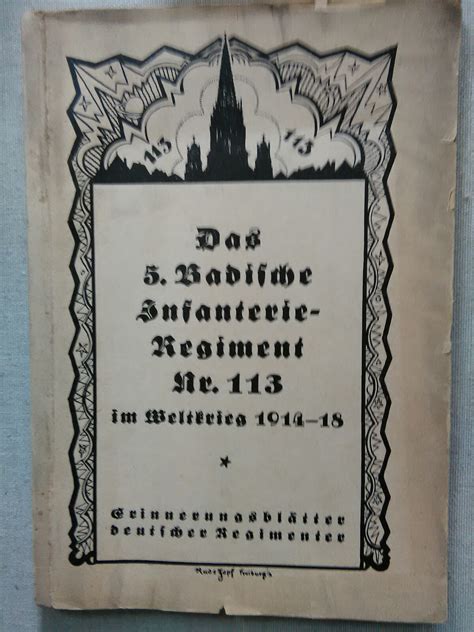 113 113
Das
5. Badische
Infanterie-
Regiment
Nr. 113
im Weltkrieg 1914–18
Erinnerungsblätter
deutscher Regimenter